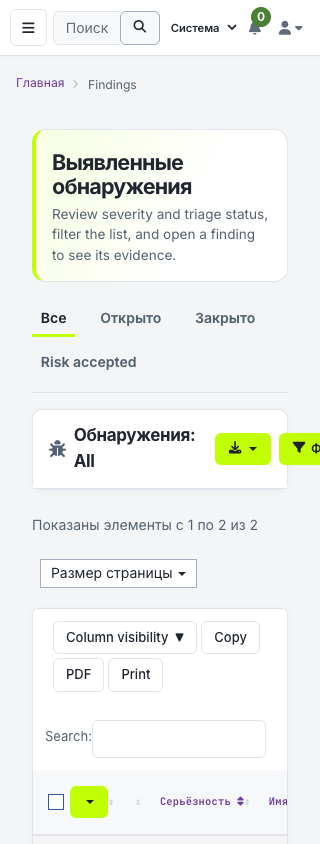 Поиск
Система
0
Главная
Findings
Выявленные
обнаружения
Review severity and triage status,
filter the list, and open a finding
to see its evidence.
Все
Открыто
Закрыто
Risk accepted
Обнаружения:
All
Ф
Показаны элементы с 1 по 2 из 2
Размер страницы
Column visibility ▼
Copy
PDF
Print
Search:
Серьёзность
Имя